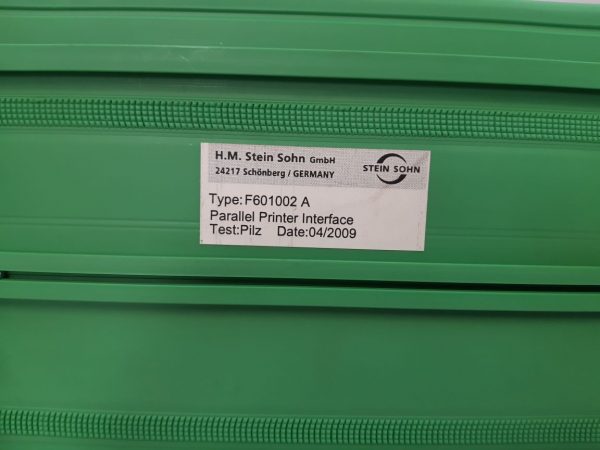 H.M. Stein Sohn GmbH
24217 Schönberg / GERMANY
STEIN SOHN
Type:F601002 A
Parallel Printer Interface
Test:Pilz Date:04/2009